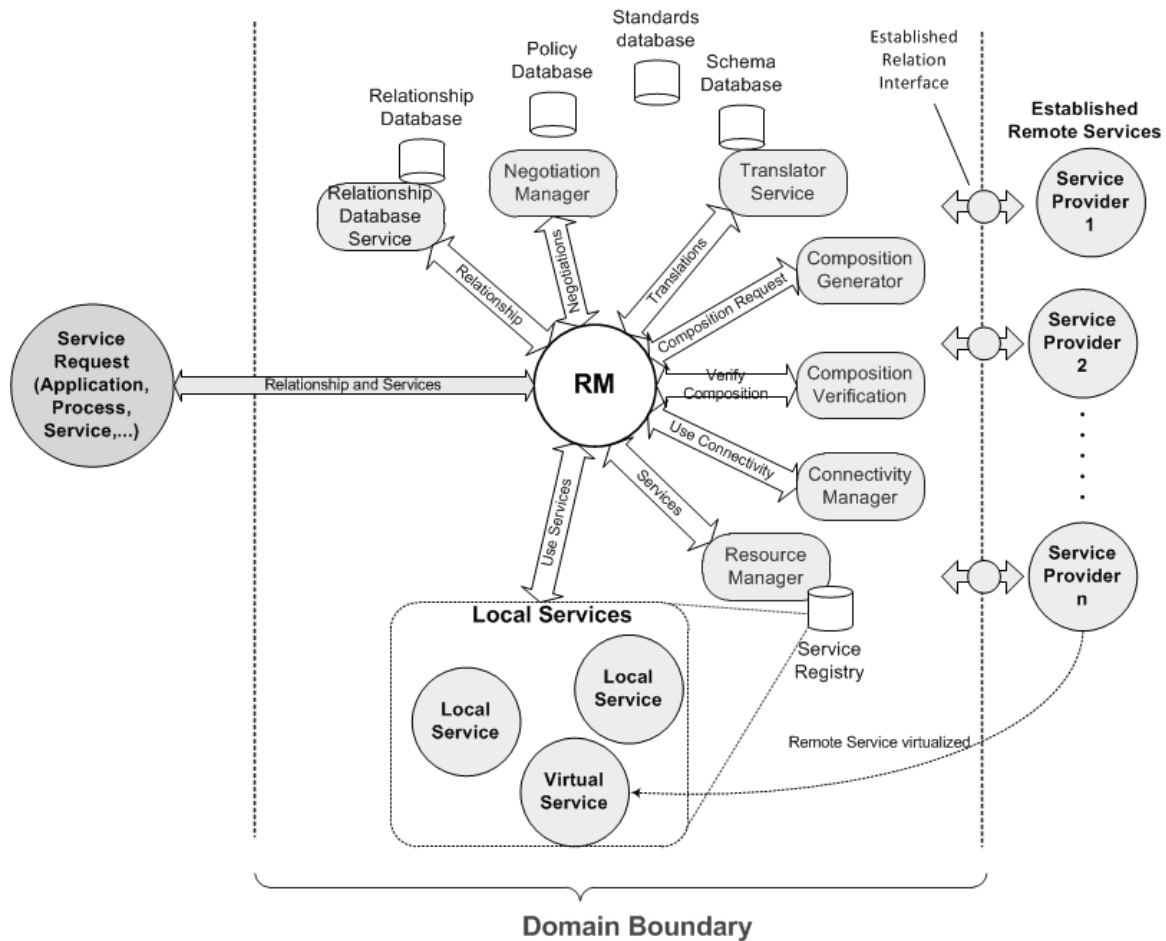 Standards
database
Policy
Database
Schema
Database
Relationship
Database
Established
Relation
Interface
Established
Remote Services
Negotiation
Manager
Translator
Service
Relationship
Database
Service
Service
Provider
1
Relationship
Negotiations
Translations
Composition Request
Composition
Generator
Service
Provider
2
Service
Request
(Application,
Process,
Service,...)
Relationship and Services
RM
Verify
Composition
Composition
Verification
Use Connectivity
Connectivity
Manager
Use Services
Services
Resource
Manager
Service
Provider
n
Local Services
Service
Registry
Local
Service
Local
Service
Virtual
Service
Remote Service virtualized
Domain Boundary